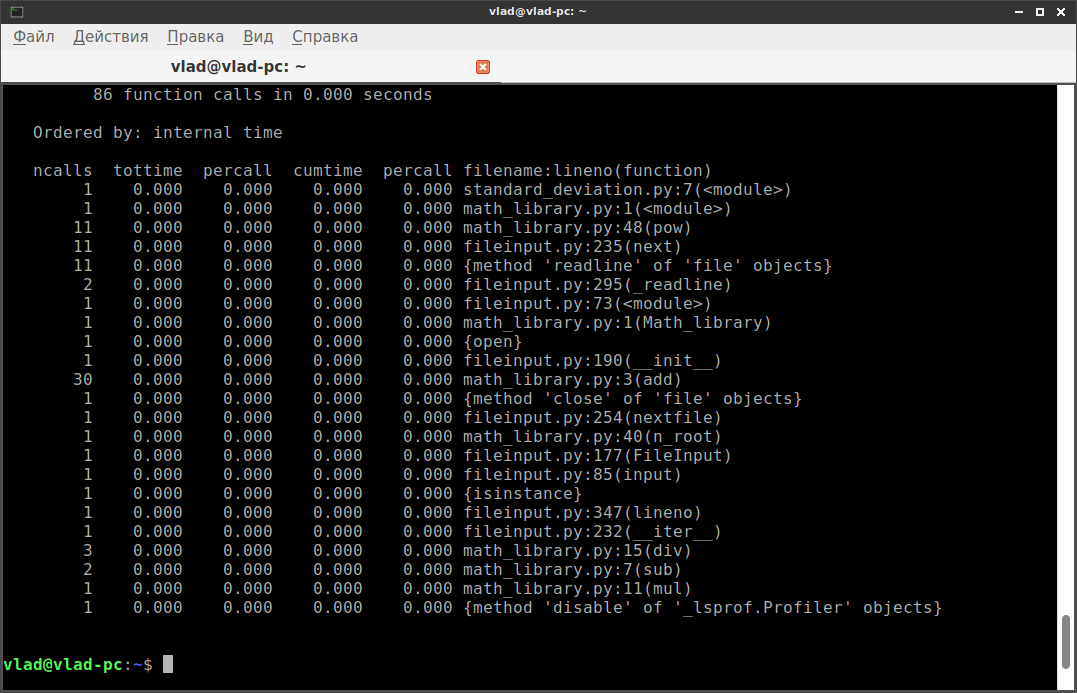 vlad@vlad-pc: ~
Файл Действия Правка Вид Справка
vlad@vlad-pc: ~
86 function calls in 0.000 seconds
Ordered by: internal time
ncalls tottime percall cumtime percall filename:lineno(function)
1 0.000 0.000 0.000 0.000 standard_deviation.py:7(<module>)
1 0.000 0.000 0.000 0.000 math_library.py:1(<module>)
11 0.000 0.000 0.000 0.000 math_library.py:48(pow)
11 0.000 0.000 0.000 0.000 fileinput.py:235(next)
11 0.000 0.000 0.000 0.000 {method 'readline' of 'file' objects}
2 0.000 0.000 0.000 0.000 fileinput.py:295(_readline)
1 0.000 0.000 0.000 0.000 fileinput.py:73(<module>)
1 0.000 0.000 0.000 0.000 math_library.py:1(Math_library)
1 0.000 0.000 0.000 0.000 {open}
1 0.000 0.000 0.000 0.000 fileinput.py:190(__init__)
30 0.000 0.000 0.000 0.000 math_library.py:3(add)
1 0.000 0.000 0.000 0.000 {method 'close' of 'file' objects}
1 0.000 0.000 0.000 0.000 fileinput.py:254(nextfile)
1 0.000 0.000 0.000 0.000 math_library.py:40(n_root)
1 0.000 0.000 0.000 0.000 fileinput.py:177(FileInput)
1 0.000 0.000 0.000 0.000 fileinput.py:85(input)
1 0.000 0.000 0.000 0.000 {isinstance}
1 0.000 0.000 0.000 0.000 fileinput.py:347(lineno)
1 0.000 0.000 0.000 0.000 fileinput.py:232(__iter__)
3 0.000 0.000 0.000 0.000 math_library.py:15(div)
2 0.000 0.000 0.000 0.000 math_library.py:7(sub)
1 0.000 0.000 0.000 0.000 math_library.py:11(mul)
1 0.000 0.000 0.000 0.000 {method 'disable' of '_lsprof.Profiler' objects}
vlad@vlad-pc:~$